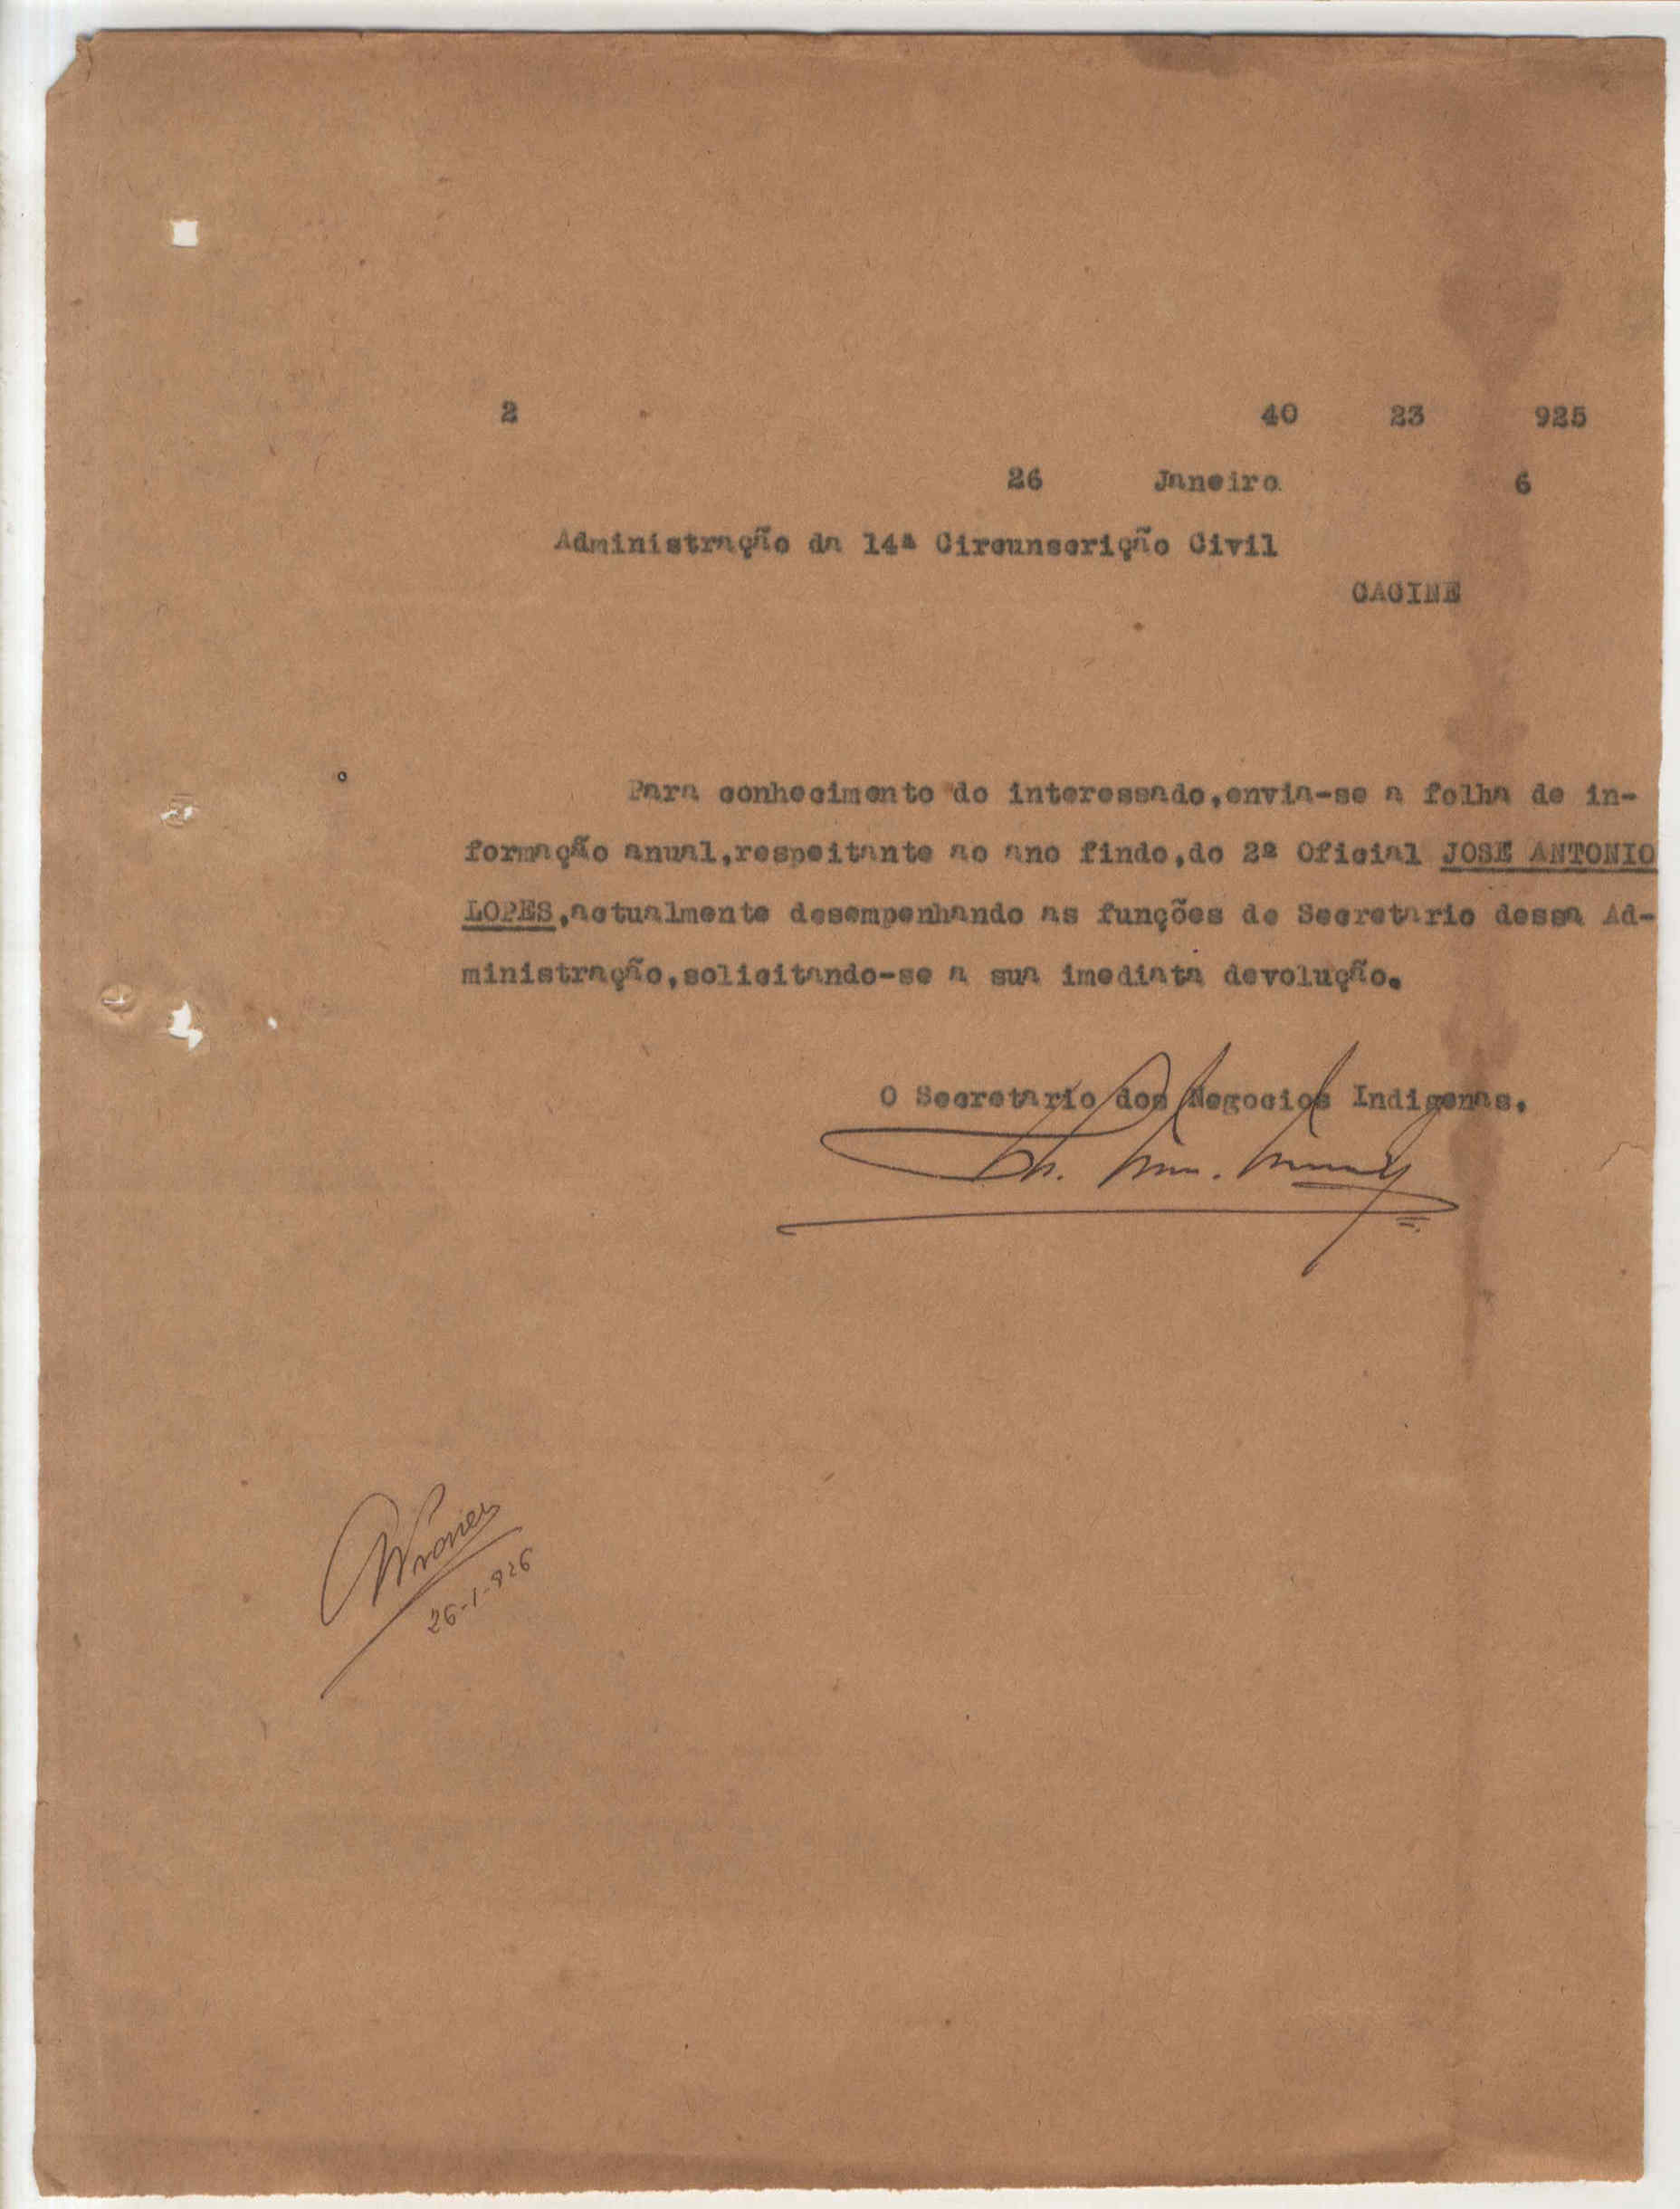 2 40 23 925
26 Janeiro 6
Administração da 14ª Circunscrição Civil
CACINE
Para conhecimento do interessado,envia-se a folha de in-
formação anual,respeitante ao ano findo,do 2º Oficial JOSE ANTONIO
LOPES,actualmente desempenhando as funções de Secretario dessa Ad-
ministração,solicitando-se a sua imediata devolução.
O Secretario dos Negocios Indigenas.
26-1-926